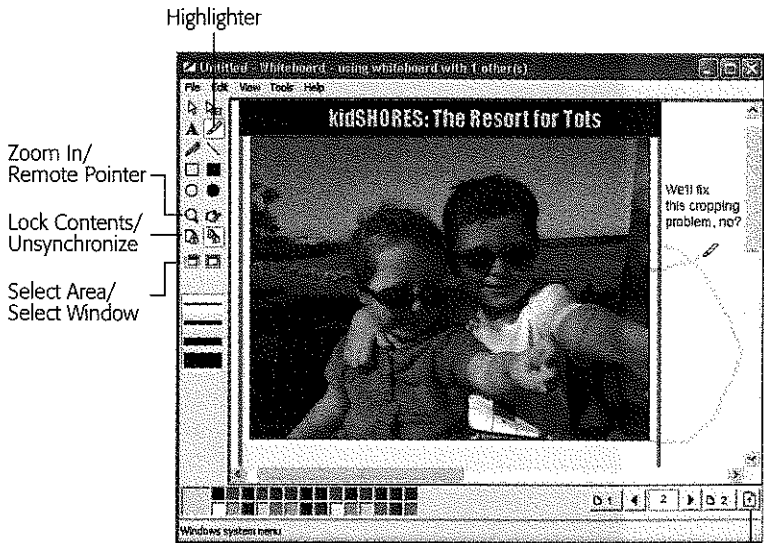 Highlighter
Untitled - Whiteboard - using whiteboard with 1 other(s)
File Edit View Tools Help
A
kidSHORES: The Resort for Tots
Zoom In/
Remote Pointer
Lock Contents/
Unsynchronize
Select Area/
Select Window
We'll fix
this cropping
problem, no?
1 2 2
Windows system menu